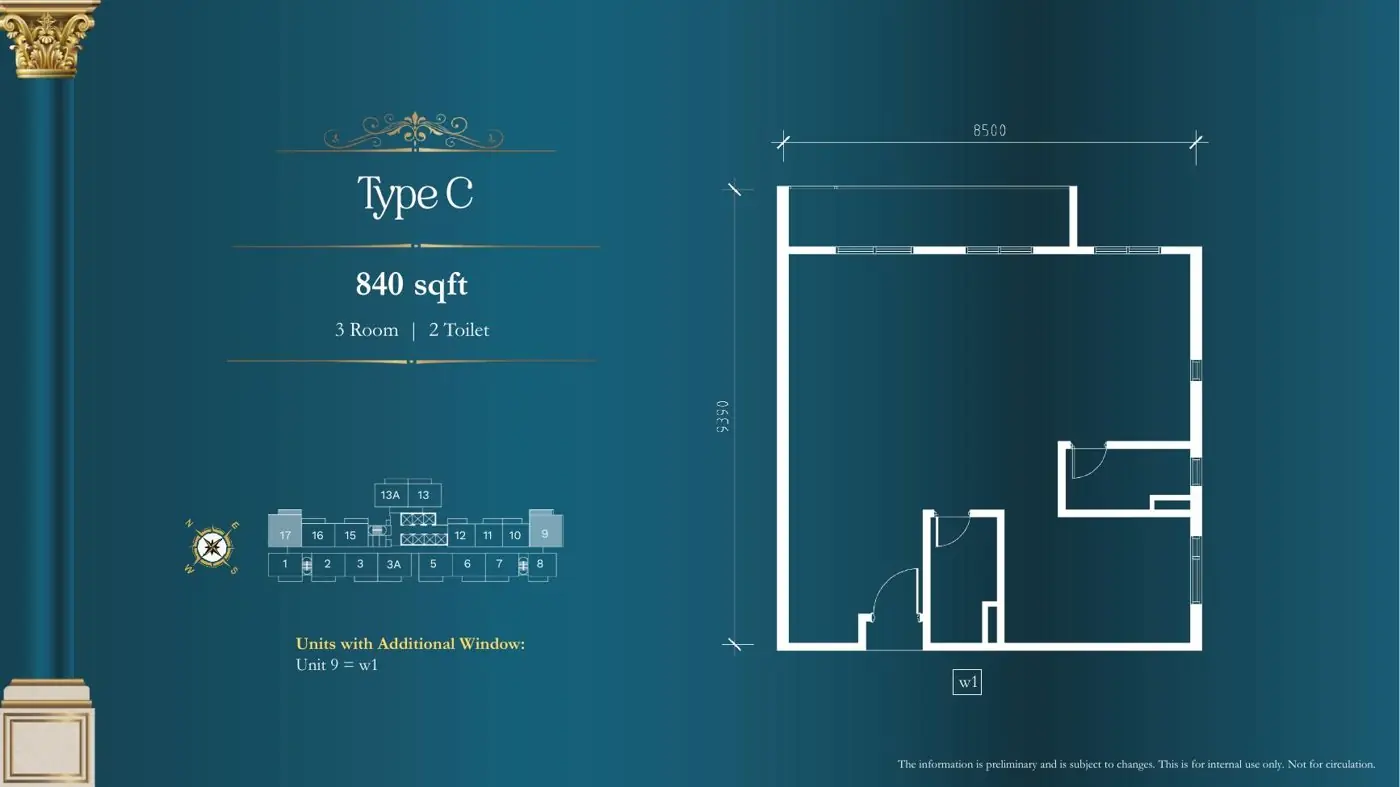 Type C
840 sqft
3 Room | 2 Toilet
N
E
W
S
13A
13
17
16
15
12
11
10
9
1
2
3
3A
5
6
7
8
Units with Additional Window:
Unit 9 = w1
8500
9390
w1
The information is preliminary and is subject to changes. This is for internal use only. Not for circulation.